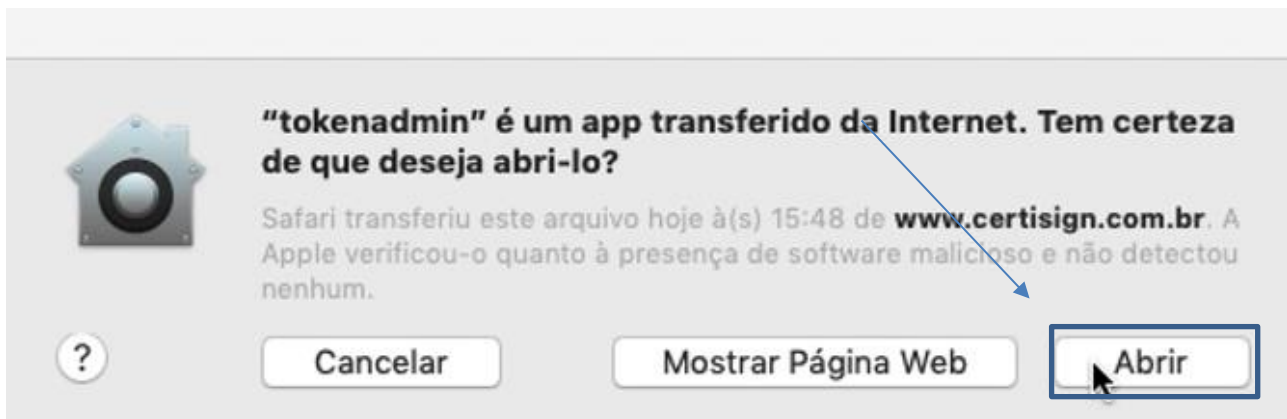 "tokenadmin" é um app transferido da Internet. Tem certeza
de que deseja abri-lo?
Safari transferiu este arquivo hoje à(s) 15:48 de www.certisign.com.br. A
Apple verificou-o quanto à presença de software malicioso e não detectou
nenhum.
?
Cancelar
Mostrar Página Web
Abrir